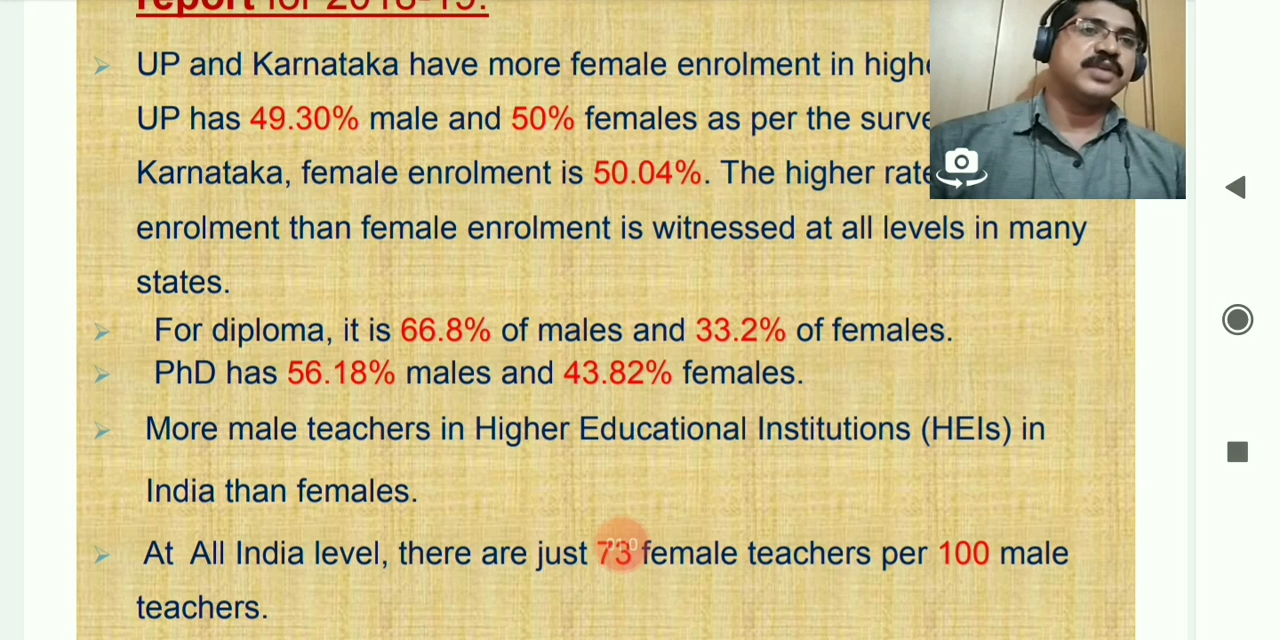 report for 2018-19:
UP and Karnataka have more female enrolment in
UP has 49.30% male and 50% females as per the
Karnataka, female enrolment is 50.04%. The higher
enrolment than female enrolment is witnessed at all levels in many
states.
For diploma, it is 66.8% of males and 33.2% of females.
PhD has 56.18% males and 43.82% females.
More male teachers in Higher Educational Institutions (HEIs) in
India than females.
At All India level, there are just 73 female teachers per 100 male
teachers.